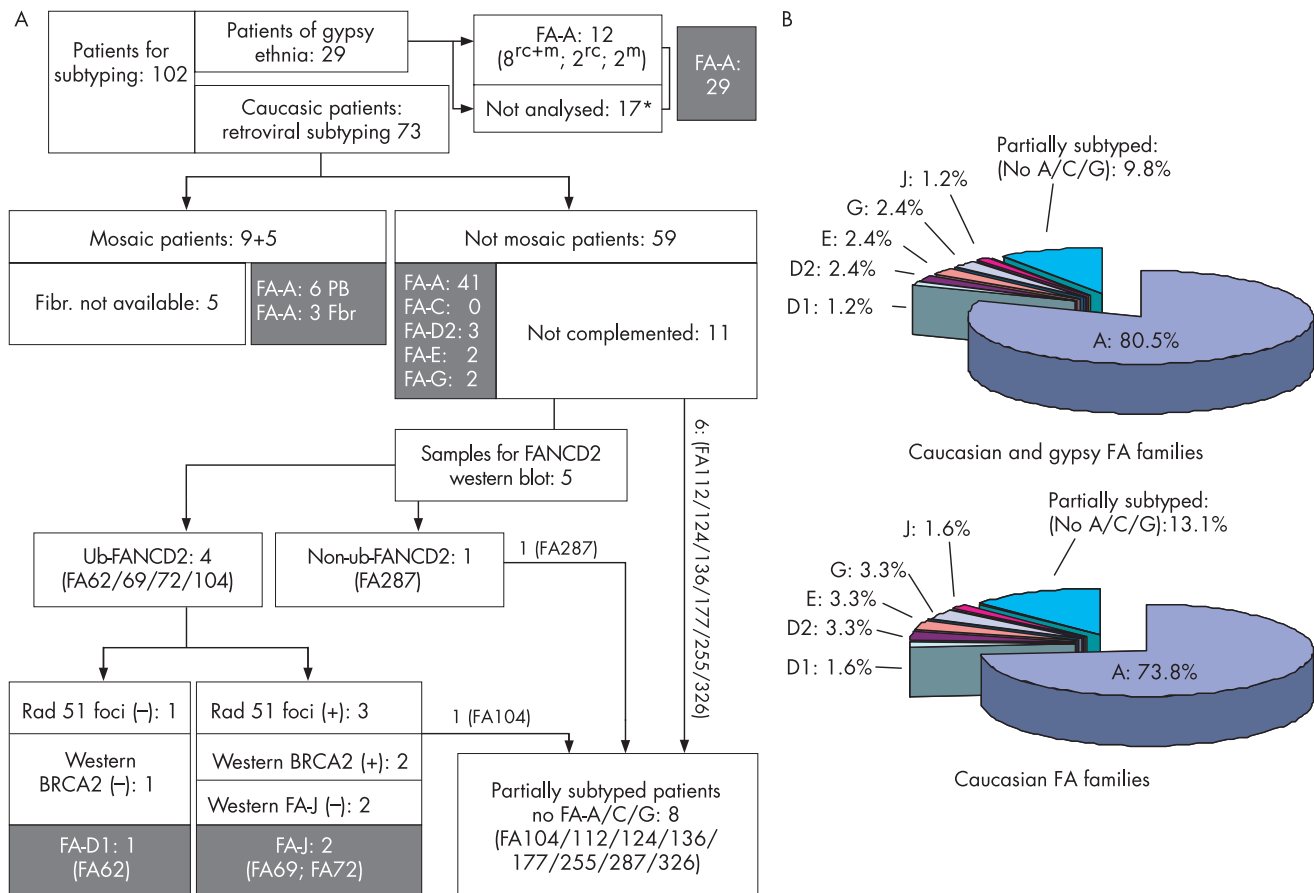 A
Patients for
subtyping: 102
Patients of gypsy
ethnia: 29
Caucasic patients:
retroviral subtyping 73
FA-A: 12
(8rc+m; 2rc; 2m)
Not analysed: 17*
FA-A:
29
Mosaic patients: 9+5
Fibr. not available: 5
FA-A: 6 PB
FA-A: 3 Fbr
Not mosaic patients: 59
FA-A: 41
FA-C: 0
FA-D2: 3
FA-E: 2
FA-G: 2
Not complemented: 11
Samples for FANCD2
western blot: 5
6: (FA112/124/136/177/255/326)
Ub-FANCD2: 4
(FA62/69/72/104)
Non-ub-FANCD2: 1
(FA287)
1 (FA287)
Rad 51 foci (–): 1
Western
BRCA2 (–): 1
FA-D1: 1
(FA62)
Rad 51 foci (+): 3
Western BRCA2 (+): 2
Western FA-J (–): 2
FA-J: 2
(FA69; FA72)
1 (FA104)
Partially subtyped patients
no FA-A/C/G: 8
(FA104/112/124/136/
177/255/287/326)
B
Partially subtyped:
(No A/C/G): 9.8%
J: 1.2%
G: 2.4%
E: 2.4%
D2: 2.4%
D1: 1.2%
A: 80.5%
Caucasian and gypsy FA families
Partially subtyped:
(No A/C/G):13.1%
J: 1.6%
G: 3.3%
E: 3.3%
D2: 3.3%
D1: 1.6%
A: 73.8%
Caucasian FA families